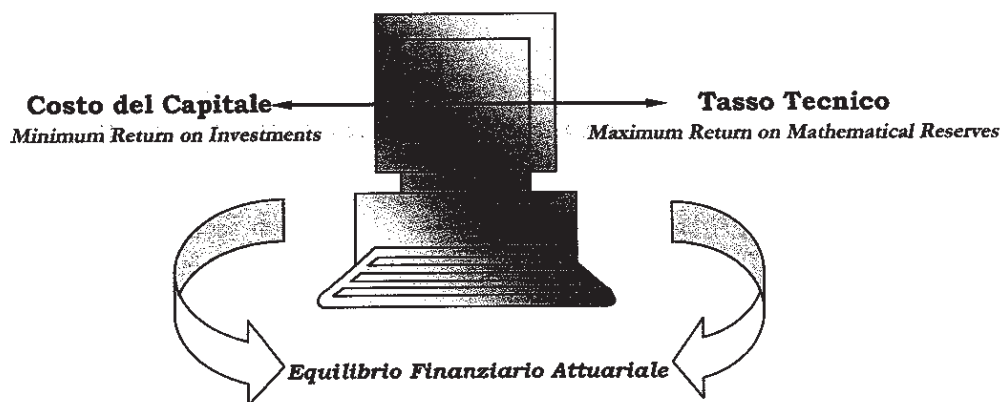 Costo del Capitale
Minimum Return on Investments
Tasso Tecnico
Maximum Return on Mathematical Reserves
Equilibrio Finanziario Attuariale